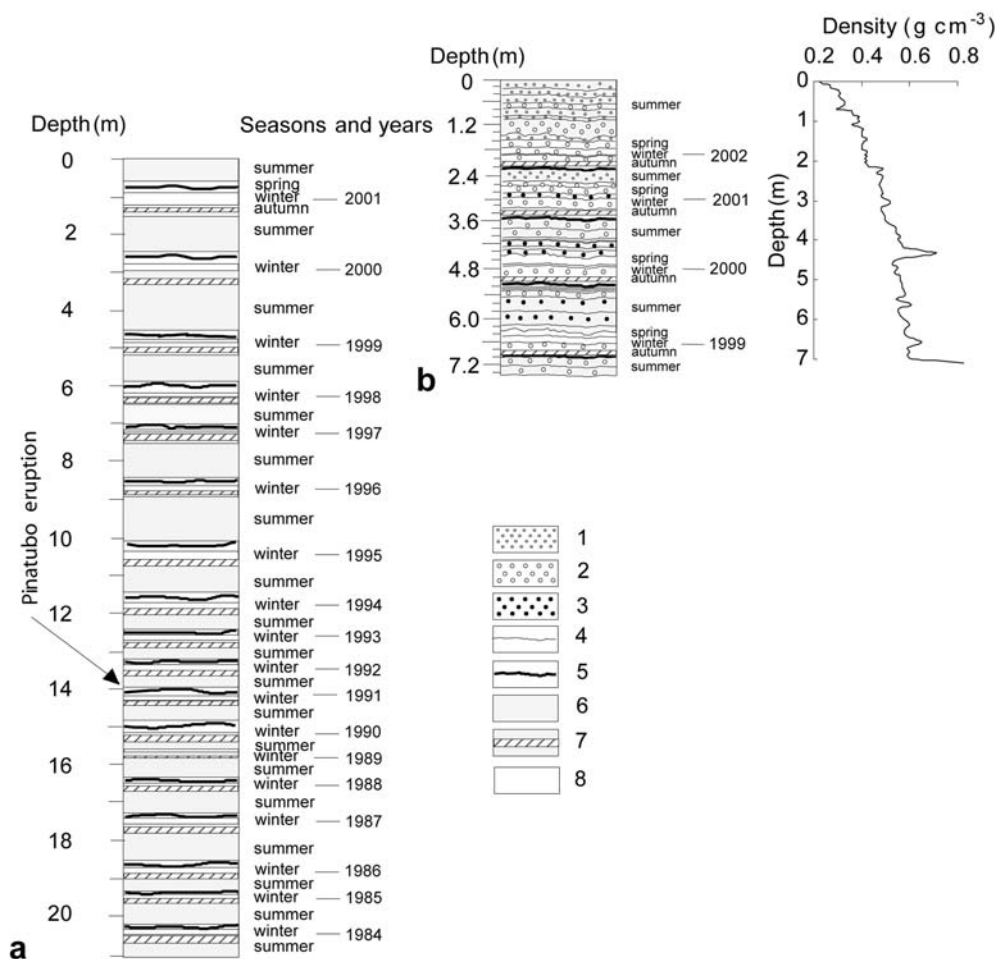 Density (g cm-3)
0.2 0.4 0.6 0.8
Depth (m)
0
1
2
3
4
5
6
7
Depth (m)
0
1.2
2.4
3.6
4.8
6.0
7.2
summer
spring
winter — 2002
autumn
summer
spring
winter — 2001
autumn
summer
spring
winter — 2000
autumn
summer
spring
winter — 1999
autumn
summer
b
Depth (m) Seasons and years
0
2
4
6
8
10
12
14
16
18
20
summer
spring
winter — 2001
autumn
summer
winter — 2000
summer
winter — 1999
summer
winter — 1998
summer
winter — 1997
summer
winter — 1996
summer
winter — 1995
summer
winter — 1994
summer
winter — 1993
summer
winter — 1992
summer
winter — 1991
summer
winter — 1990
summer
winter — 1989
summer
winter — 1988
summer
winter — 1987
summer
winter — 1986
summer
winter — 1985
summer
winter — 1984
summer
Pinatubo eruption
a
1
2
3
4
5
6
7
8